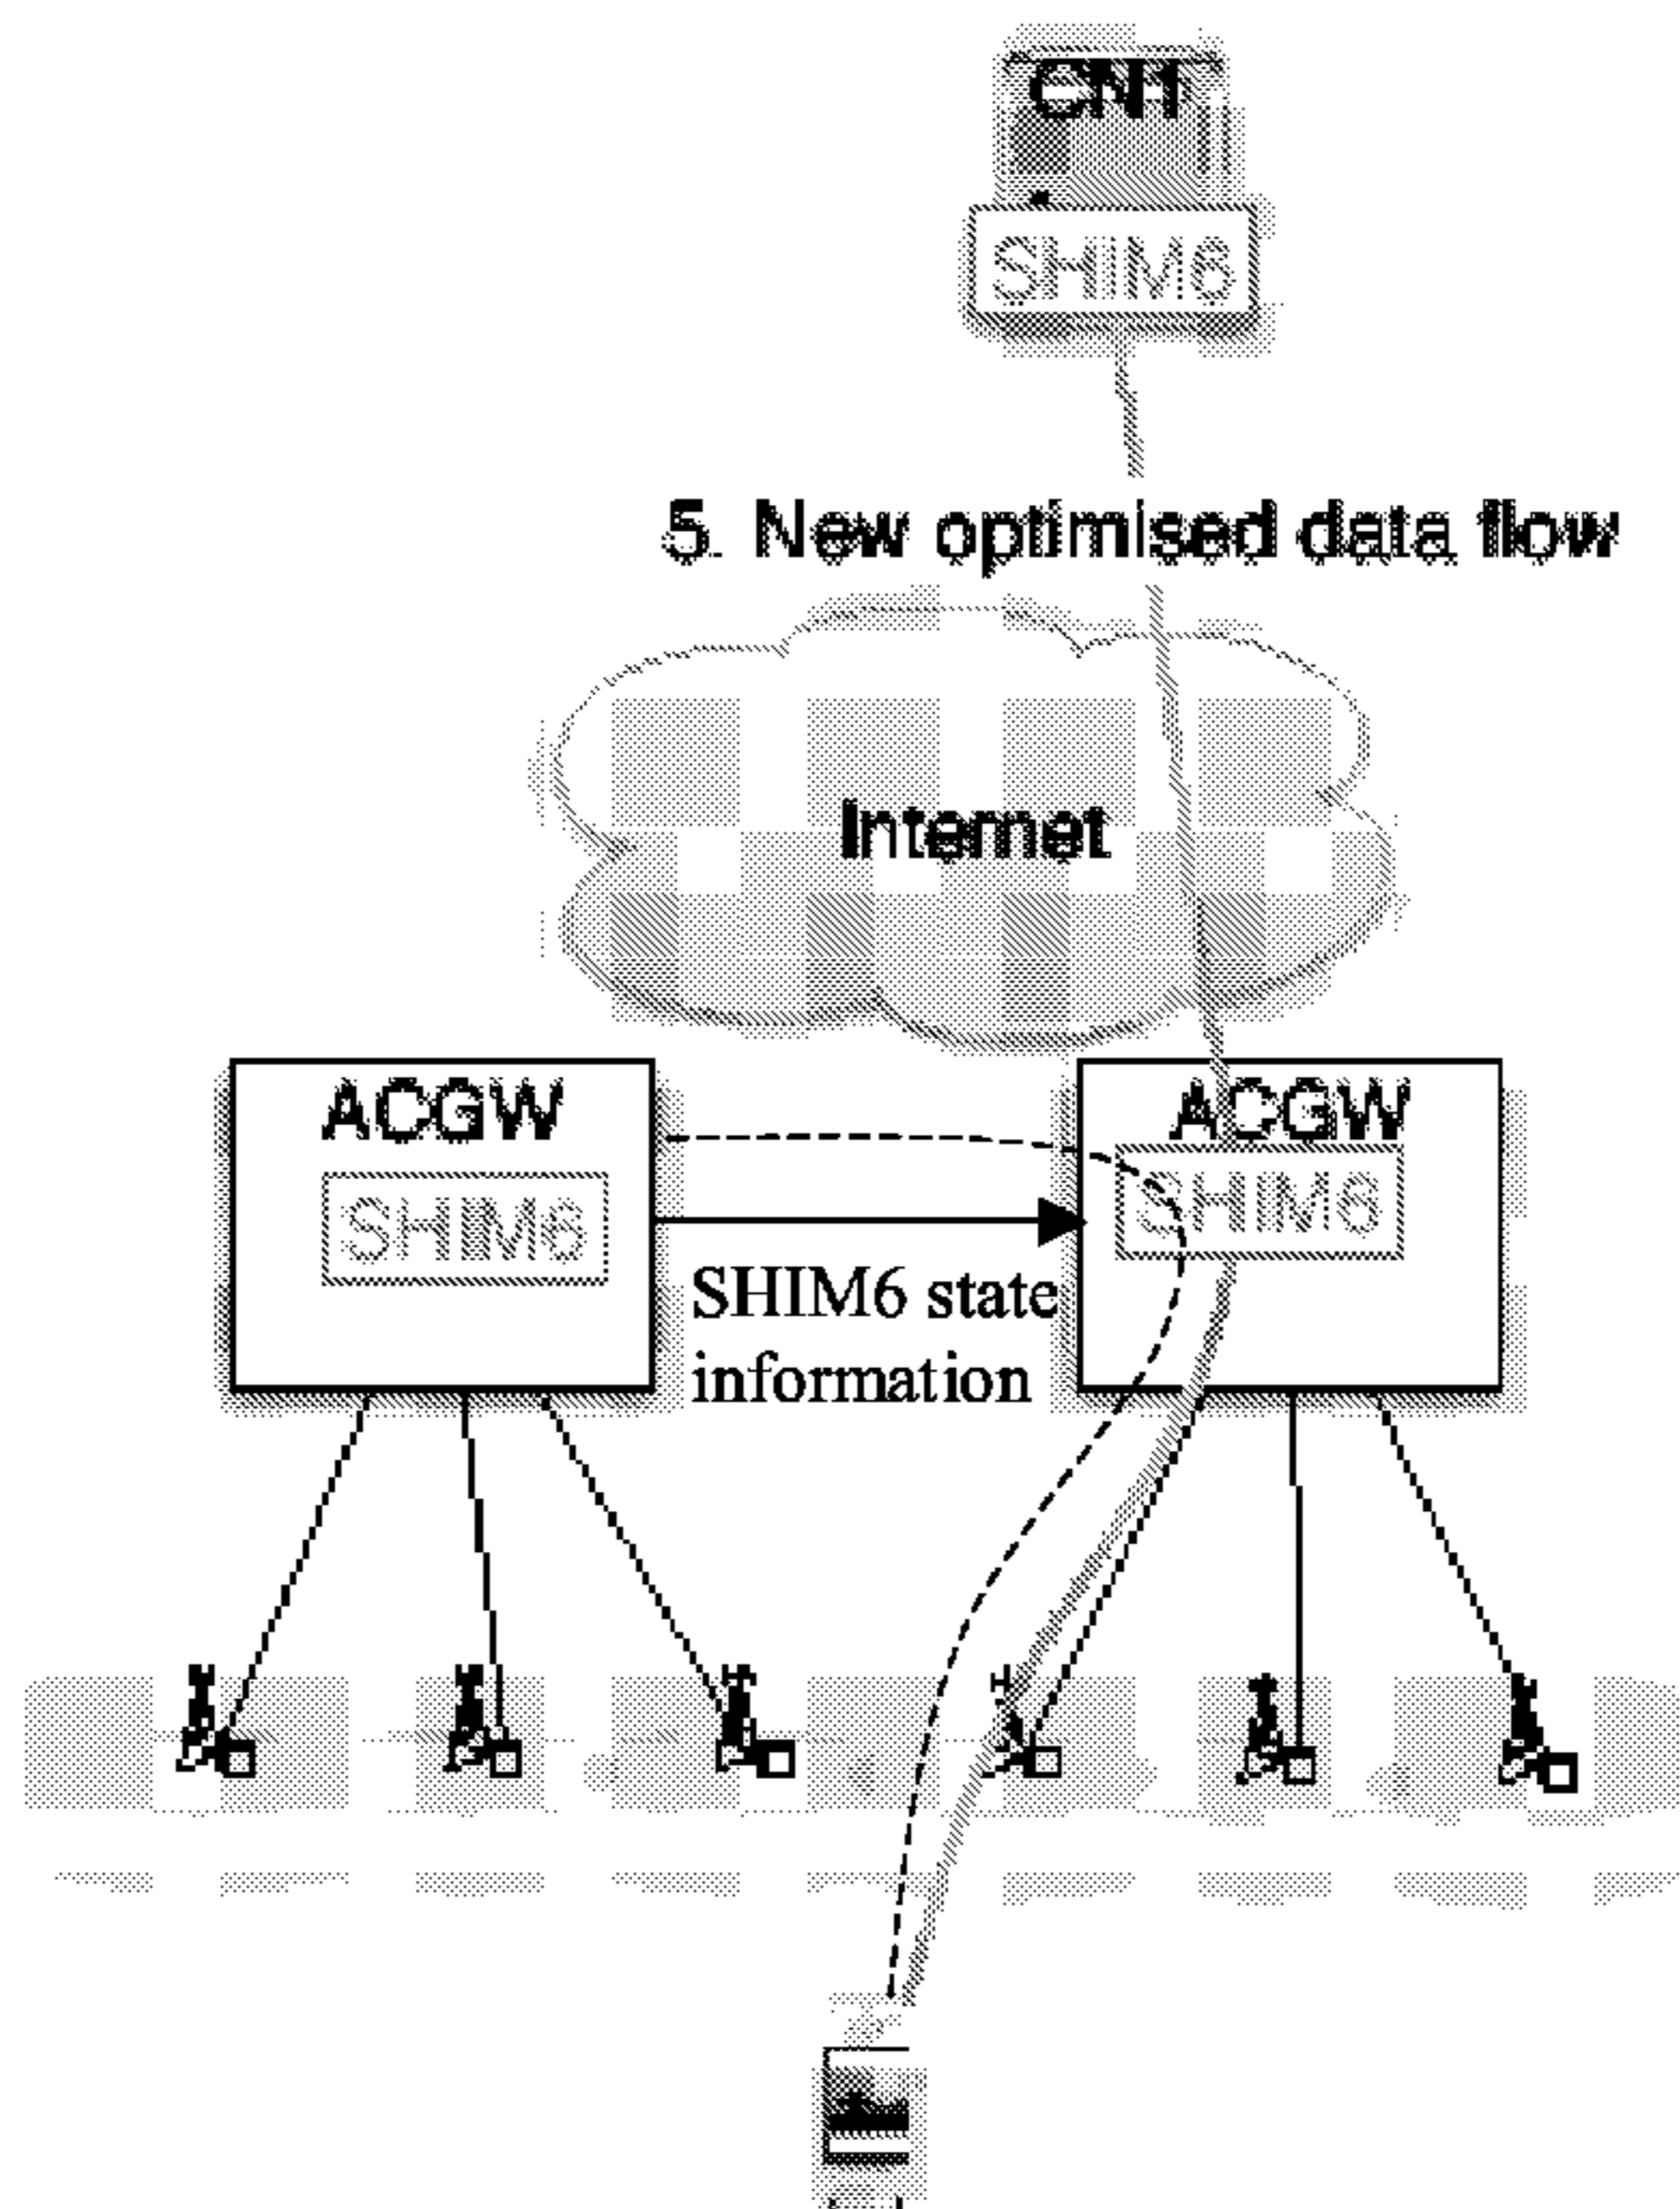 CN1
SHIM6
5. New optimised data flow
Internet
ACGW
SHIM6
ACGW
SHIM6
SHIM6 state
information